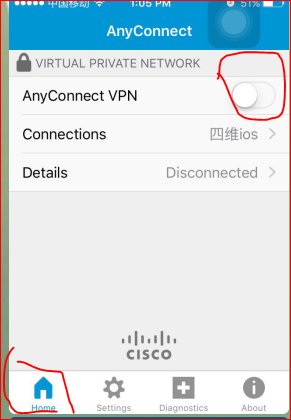 中国移动 1:05 PM 51%
AnyConnect
VIRTUAL PRIVATE NETWORK
AnyConnect VPN
Connections 四维ios
Details Disconnected
CISCO
Home Settings Diagnostics About